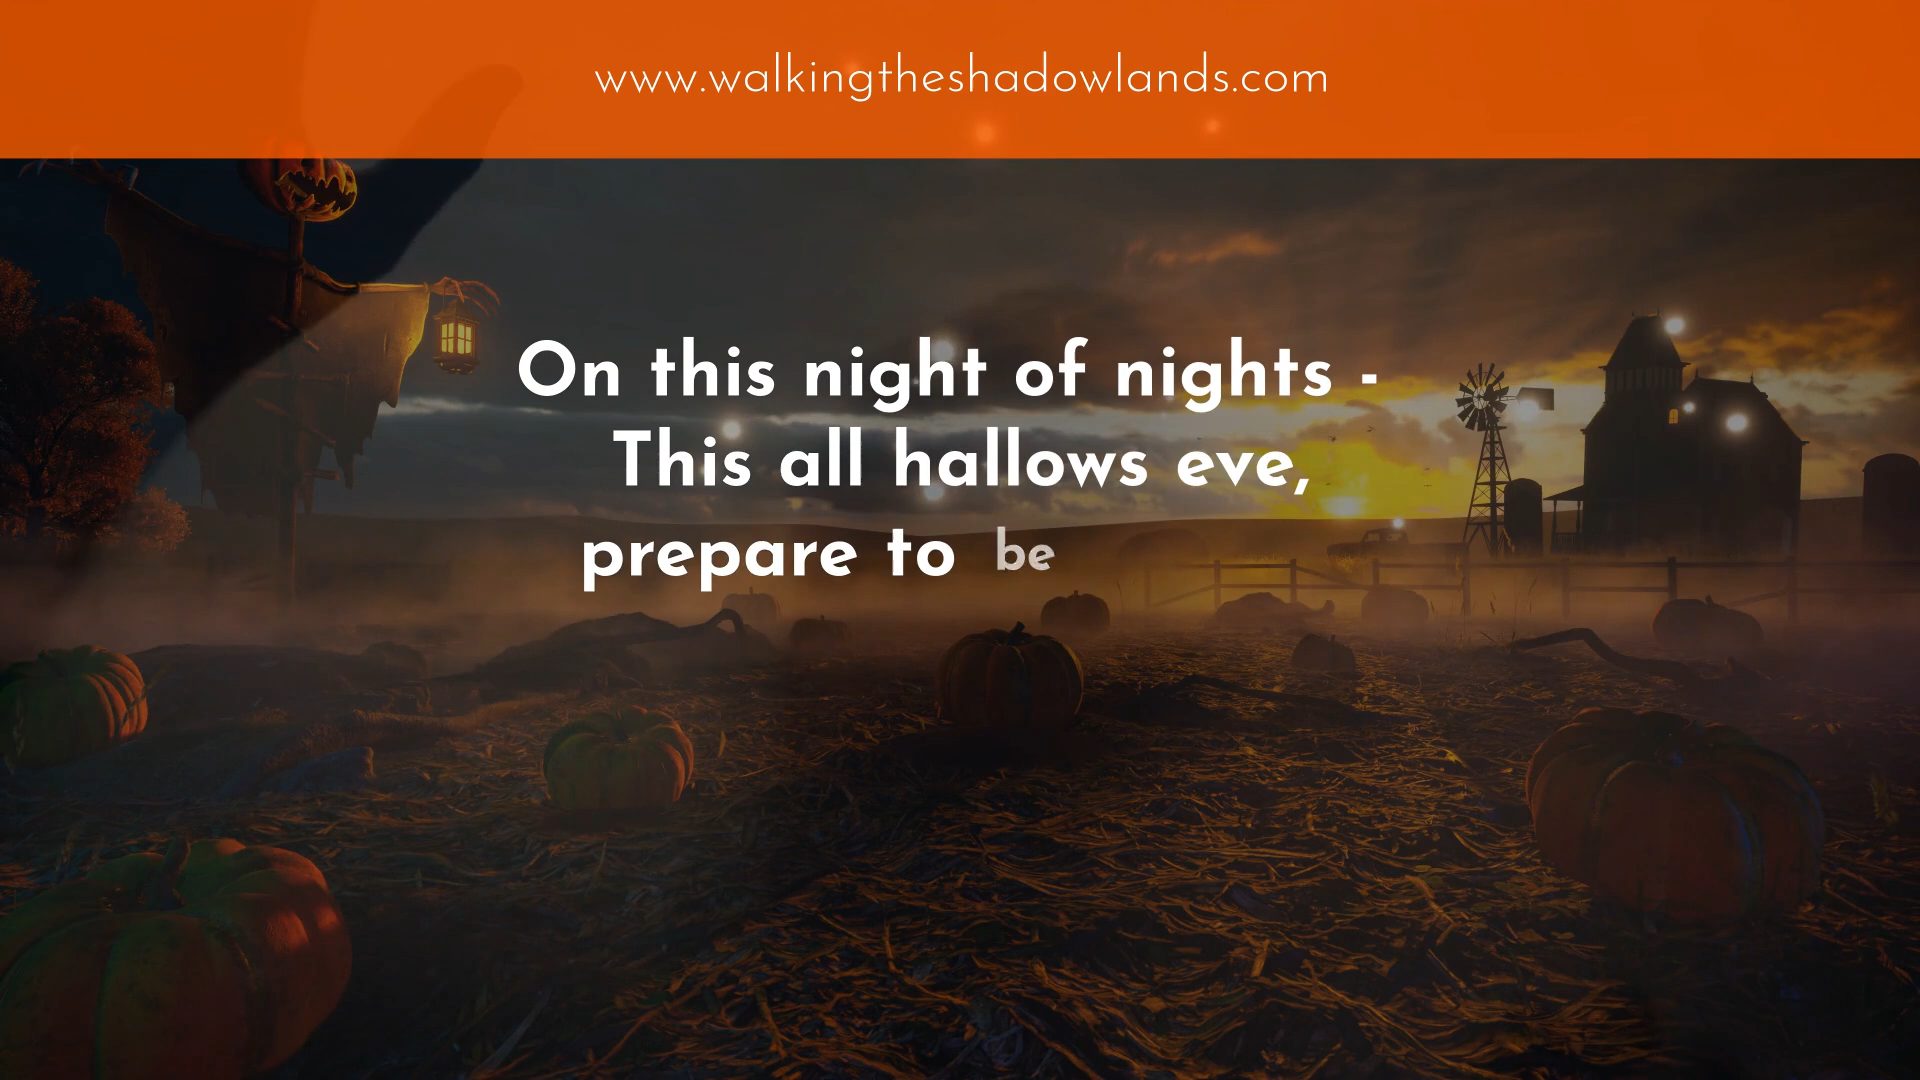 www.walkingtheshadowlands.com
On this night of nights -
This all hallows eve,
prepare to be